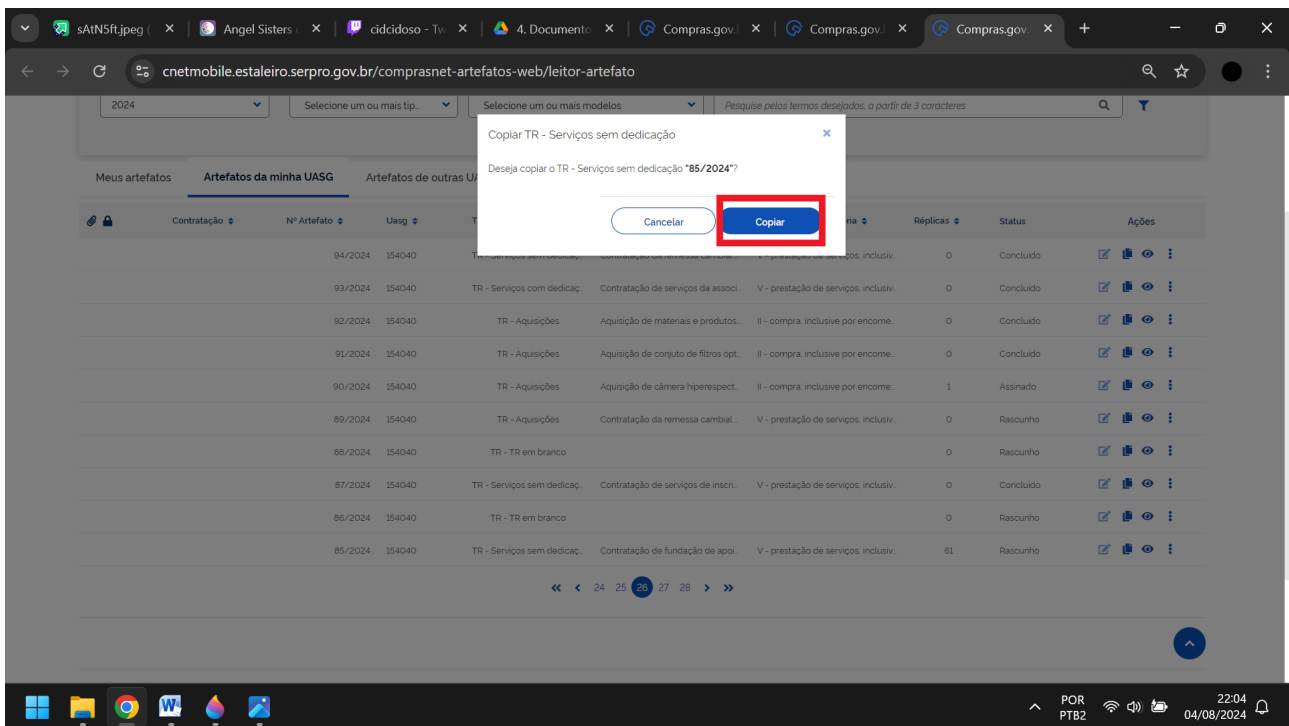 sAtN5ft.jpeg (
Angel Sisters
cidcidoso - Tw
4. Documento
Compras.gov.
Compras.gov.
Compras.gov.
cnetmobile.estaleiro.serpro.gov.br/comprasnet-artefatos-web/leitor-artefato
2024 Selecione um ou mais tip... Selecione um ou mais modelos Pesquise pelos termos desejados, a partir de 3 caracteres
Copiar TR - Serviços sem dedicação
Deseja copiar o TR - Serviços sem dedicação "85/2024"?
Cancelar Copiar
Meus artefatos Artefatos da minha UASG Artefatos de outras UA
Contratação Nº Artefato Uasg T ria Réplicas Status Ações
94/2024 154040 TR - Serviços sem dedicaç... Contratação da remessa cambial... V - prestação de serviços, inclusiv... 0 Concluído
93/2024 154040 TR - Serviços com dedicaç... Contratação de serviços da associ... V - prestação de serviços, inclusiv... 0 Concluído
92/2024 154040 TR - Aquisições Aquisição de materiais e produtos... II - compra, inclusive por encome... 0 Concluído
91/2024 154040 TR - Aquisições Aquisição de conjuto de filtros ópt... II - compra, inclusive por encome... 0 Concluído
90/2024 154040 TR - Aquisições Aquisição de câmera hiperespect... II - compra, inclusive por encome... 1 Assinado
89/2024 154040 TR - Aquisições Contratação da remessa cambial ... V - prestação de serviços, inclusiv... 0 Rascunho
88/2024 154040 TR - TR em branco 0 Rascunho
87/2024 154040 TR - Serviços sem dedicaç... Contratação de serviços de inscri... V - prestação de serviços, inclusiv... 0 Concluído
86/2024 154040 TR - TR em branco 0 Rascunho
85/2024 154040 TR - Serviços sem dedicaç... Contratação de fundação de apoi... V - prestação de serviços, inclusiv... 61 Rascunho
24 25 26 27 28
POR
PTB2
22:04
04/08/2024